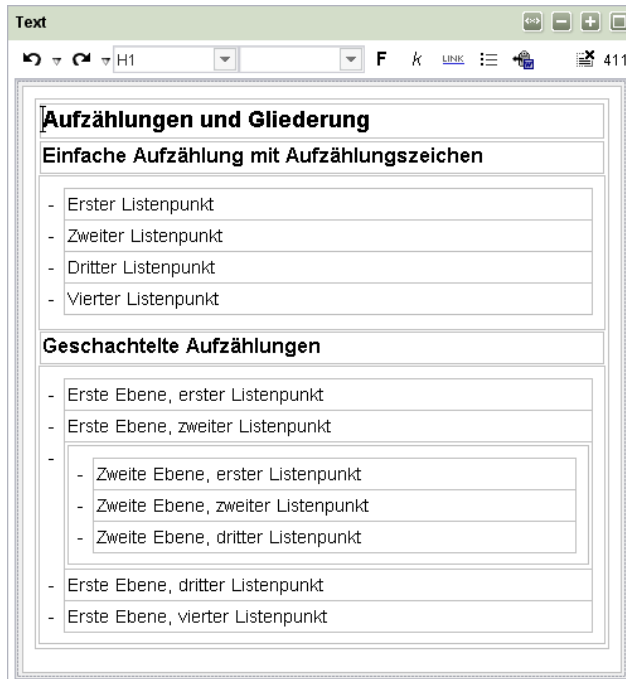 Text
H1 F k LINK 411
Aufzählungen und Gliederung
Einfache Aufzählung mit Aufzählungszeichen
- Erster Listenpunkt
- Zweiter Listenpunkt
- Dritter Listenpunkt
- Vierter Listenpunkt
Geschachtelte Aufzählungen
- Erste Ebene, erster Listenpunkt
- Erste Ebene, zweiter Listenpunkt
-
- Zweite Ebene, erster Listenpunkt
- Zweite Ebene, zweiter Listenpunkt
- Zweite Ebene, dritter Listenpunkt
- Erste Ebene, dritter Listenpunkt
- Erste Ebene, vierter Listenpunkt